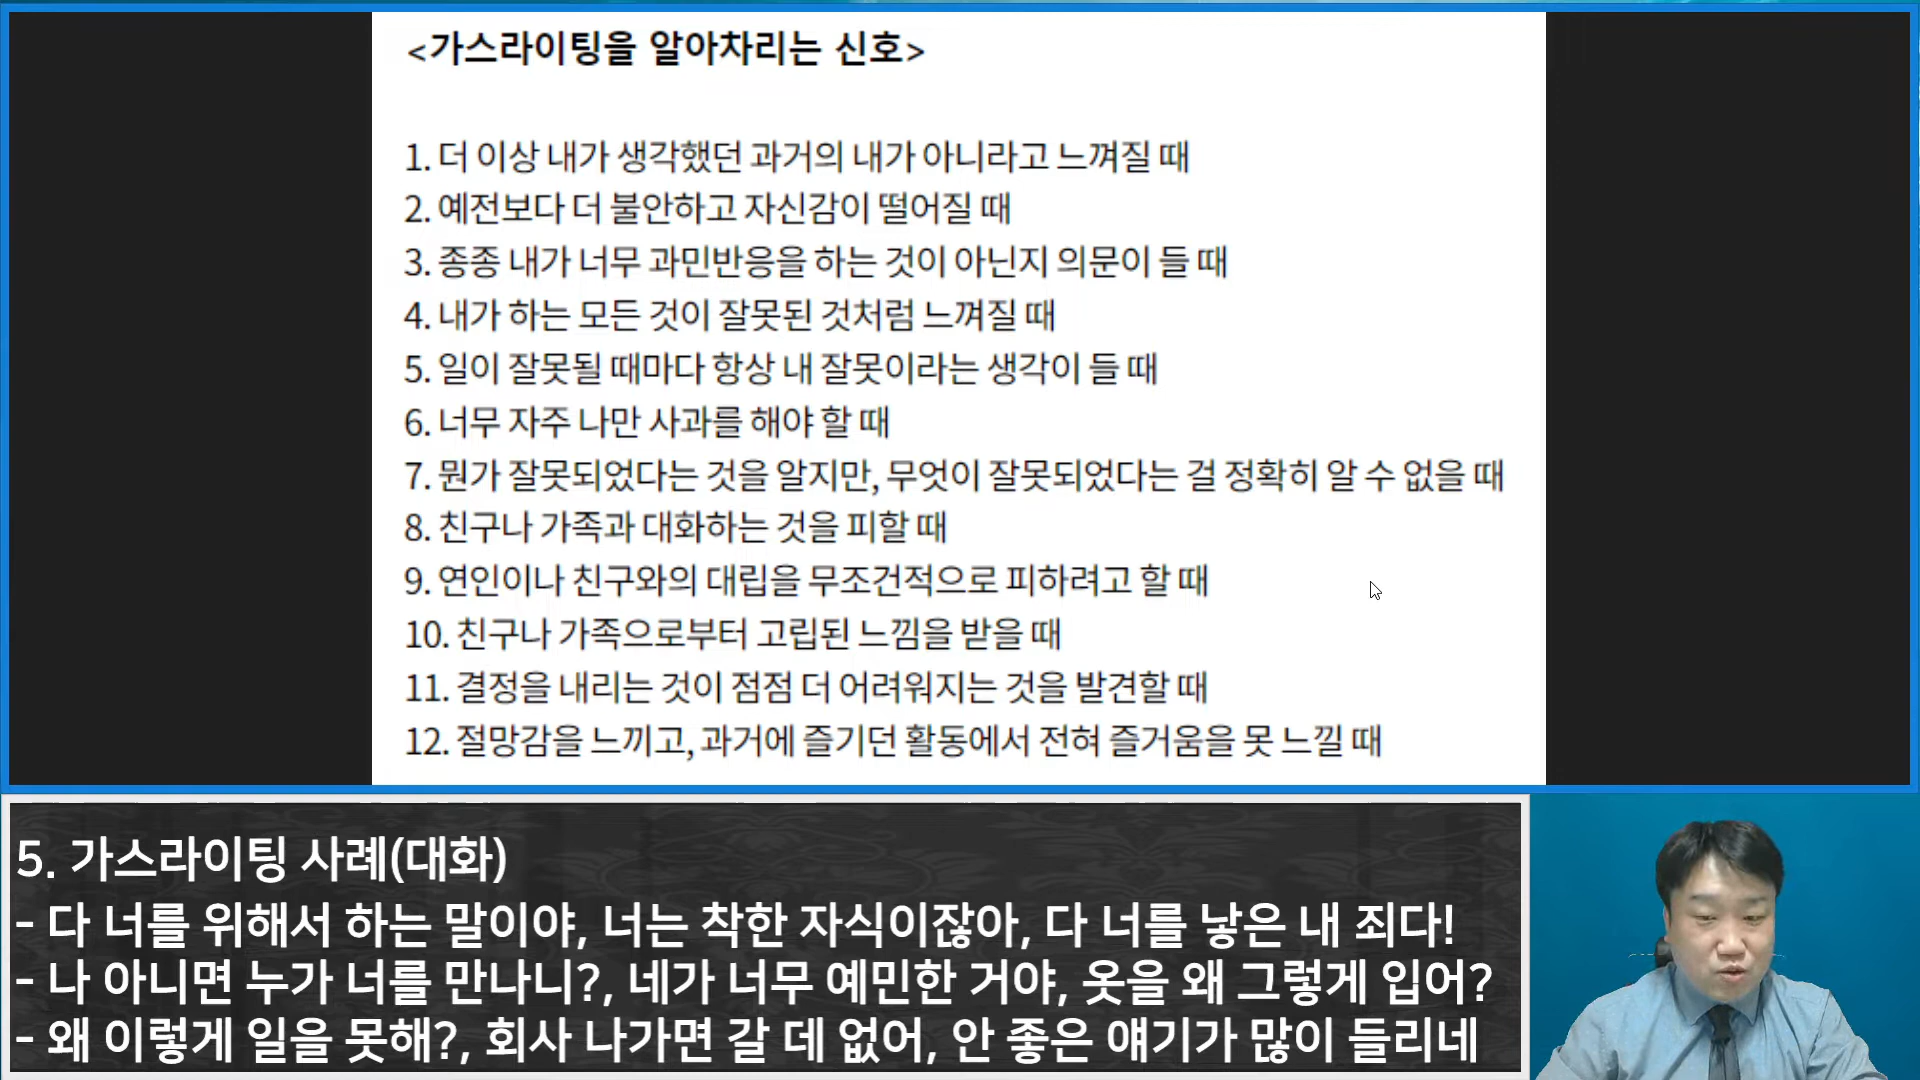 <가스라이팅을 알아차리는 신호>
1. 더 이상 내가 생각했던 과거의 내가 아니라고 느껴질 때
2. 예전보다 더 불안하고 자신감이 떨어질 때
3. 종종 내가 너무 과민반응을 하는 것이 아닌지 의문이 들 때
4. 내가 하는 모든 것이 잘못된 것처럼 느껴질 때
5. 일이 잘못될 때마다 항상 내 잘못이라는 생각이 들 때
6. 너무 자주 나만 사과를 해야 할 때
7. 뭔가 잘못되었다는 것을 알지만, 무엇이 잘못되었다는 걸 정확히 알 수 없을 때
8. 친구나 가족과 대화하는 것을 피할 때
9. 연인이나 친구와의 대립을 무조건적으로 피하려고 할 때
10. 친구나 가족으로부터 고립된 느낌을 받을 때
11. 결정을 내리는 것이 점점 더 어려워지는 것을 발견할 때
12. 절망감을 느끼고, 과거에 즐기던 활동에서 전혀 즐거움을 못 느낄 때
5. 가스라이팅 사례(대화)
- 다 너를 위해서 하는 말이야, 너는 착한 자식이잖아, 다 너를 낳은 내 죄다!
- 나 아니면 누가 너를 만나니?, 네가 너무 예민한 거야, 옷을 왜 그렇게 입어?
- 왜 이렇게 일을 못해?, 회사 나가면 갈 데 없어, 안 좋은 얘기가 많이 들리네